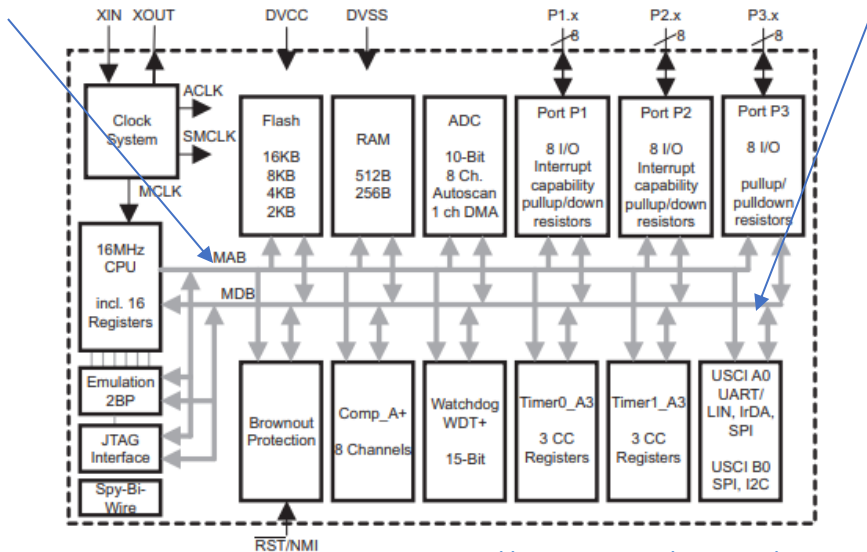 XIN XOUT DVCC DVSS P1.x P2.x P3.x
8 8 8
ACLK
SMCLK
MCLK
Clock
System
Flash
16KB
8KB
4KB
2KB
RAM
512B
256B
ADC
10-Bit
8 Ch.
Autoscan
1 ch DMA
Port P1
8 I/O
Interrupt
capability
pullup/down
resistors
Port P2
8 I/O
Interrupt
capability
pullup/down
resistors
Port P3
8 I/O
pullup/
pulldown
resistors
16MHz
CPU
incl. 16
Registers
MAB
MDB
Emulation
2BP
JTAG
Interface
Spy-Bi-
Wire
Brownout
Protection
Comp_A+
8 Channels
Watchdog
WDT+
15-Bit
Timer0_A3
3 CC
Registers
Timer1_A3
3 CC
Registers
USCI A0
UART/
LIN, IrDA,
SPI
USCI B0
SPI, I2C
RST/NMI